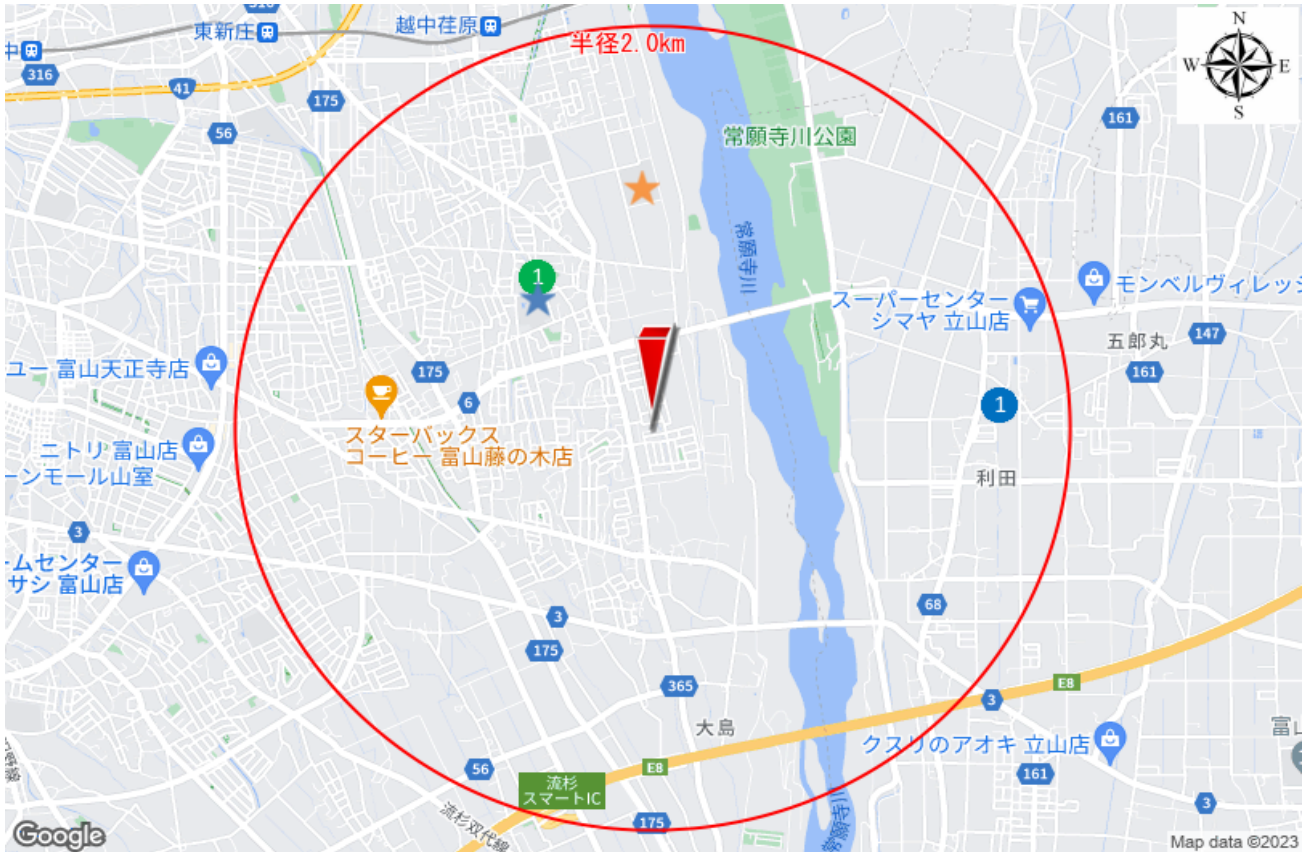 316
東新庄
越中荏原
半径2.0km
N
W
E
S
中
316
41
175
56
161
常願寺川公園
1
常願寺川
スーパーセンター
シマヤ 立山店
モンベルヴィレッジ
五郎丸
147
161
ユー 富山天正寺店
175
6
1
スターバックス
コーヒー 富山藤の木店
ニトリ 富山店
ーンモール山室
利田
3
ームセンター
サシ 富山店
3
68
175
365
E8
3
大島
クスリのアオキ 立山店
富山
56
E8
流杉
スマートIC
161
3
流杉双代線
175
常願寺川
Google
Map data ©2023